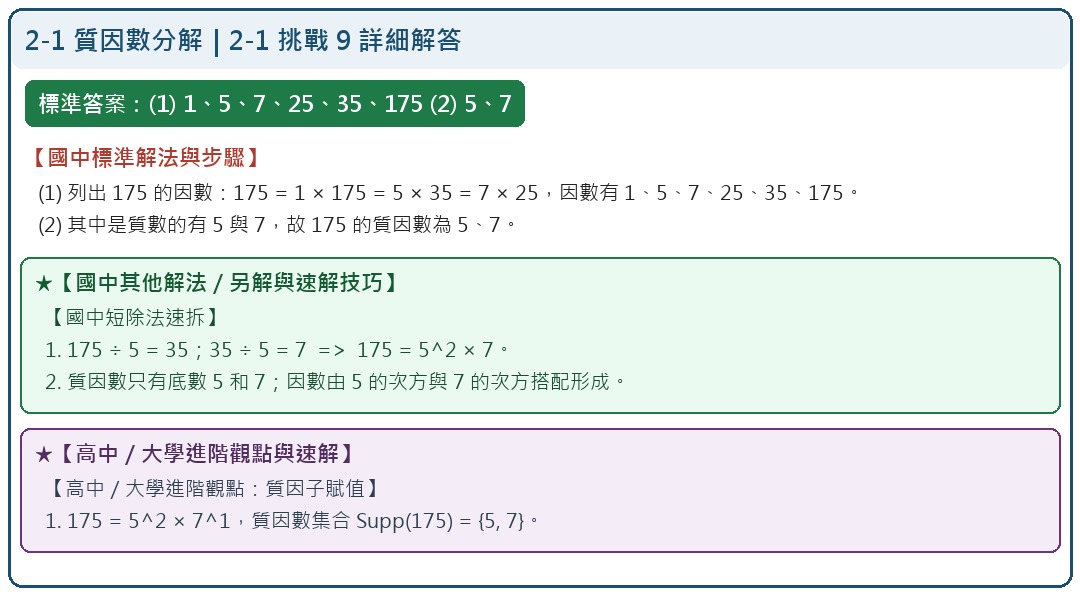 2-1 質因數分解 | 2-1 挑戰 9 詳細解答
標準答案：(1) 1、5、7、25、35、175 (2) 5、7
【國中標準解法與步驟】
(1) 列出 175 的因數：175 = 1 × 175 = 5 × 35 = 7 × 25，因數有 1、5、7、25、35、175。
(2) 其中是質數的有 5 與 7，故 175 的質因數為 5、7。
★【國中其他解法 / 另解與速解技巧】
【國中短除法速拆】
1. 175 ÷ 5 = 35；35 ÷ 5 = 7 => 175 = 5^2 × 7。
2. 質因數只有底數 5 和 7；因數由 5 的次方與 7 的次方搭配形成。
★【高中 / 大學進階觀點與速解】
【高中 / 大學進階觀點：質因子賦值】
1. 175 = 5^2 × 7^1，質因數集合 Supp(175) = {5, 7}。